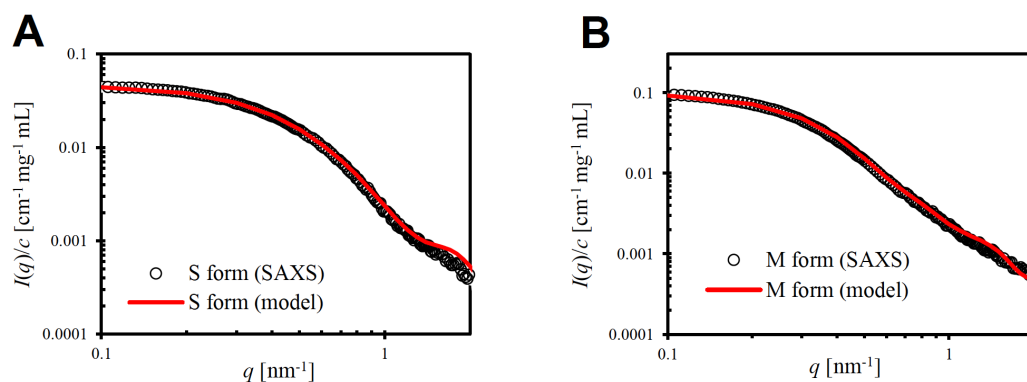 A
0.1
0.01
0.001
0.0001
I(q)/c [cm⁻¹ mg⁻¹ mL]
S form (SAXS)
S form (model)
0.1
1
q [nm⁻¹]
B
0.1
0.01
0.001
0.0001
I(q)/c [cm⁻¹ mg⁻¹ mL]
M form (SAXS)
M form (model)
0.1
1
q [nm⁻¹]